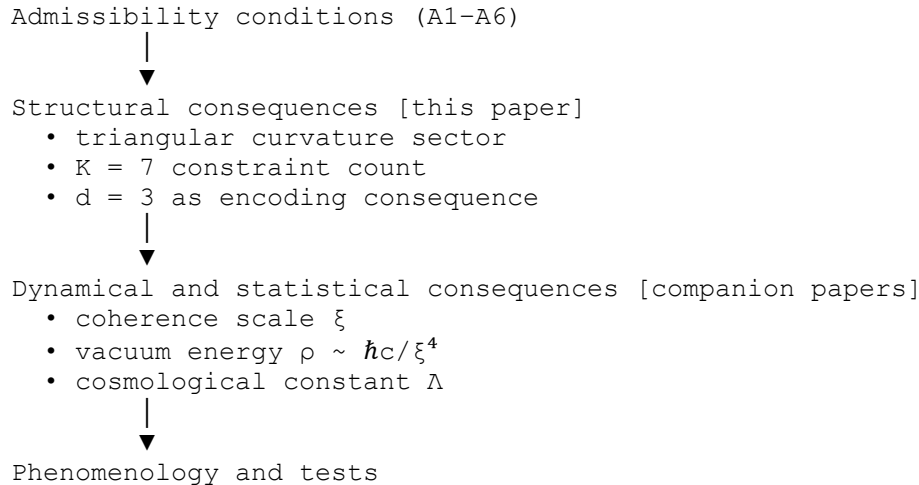 Admissibility conditions (A1–A6)
Structural consequences [this paper]
• triangular curvature sector
• K = 7 constraint count
• d = 3 as encoding consequence
Dynamical and statistical consequences [companion papers]
• coherence scale ξ
• vacuum energy ρ ~ ℏc/ξ⁴
• cosmological constant Λ
Phenomenology and tests